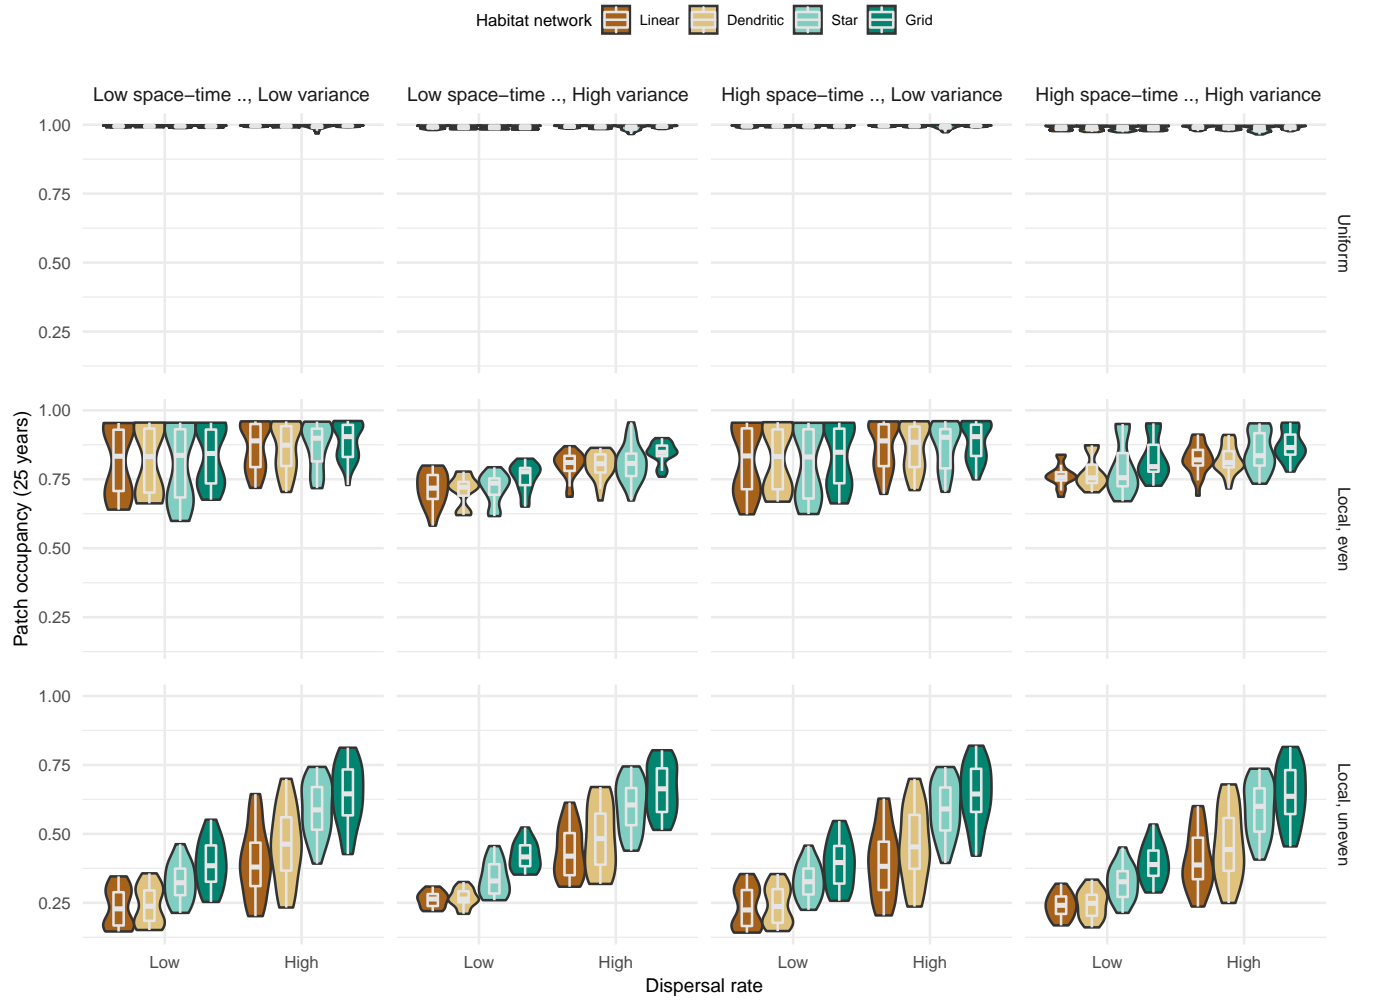 Habitat network Linear Dendritic Star Grid
Low space−time .., Low variance
Low space−time .., High variance
High space−time .., Low variance
High space−time .., High variance
1.00
0.75
0.50
0.25
Uniform
1.00
0.75
0.50
0.25
Local, even
1.00
0.75
0.50
0.25
Local, uneven
Patch occupancy (25 years)
Low High Low High Low High Low High
Dispersal rate